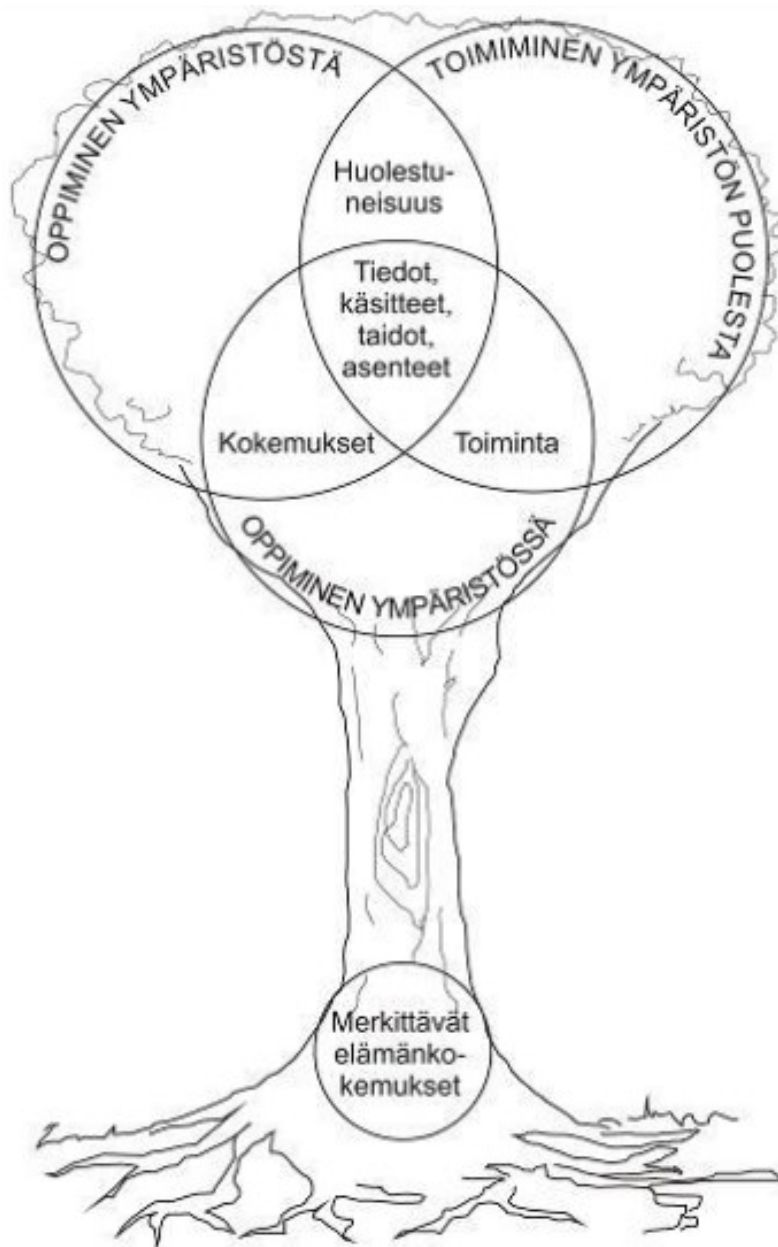 OPPIMINEN YMPÄRISTÖSTÄ
TOIMIMINEN YMPÄRISTÖN PUOLESTA
Huolestu-
neisuus
Tiedot,
käsitteet,
taidot,
asenteet
Kokemukset
Toiminta
OPPIMINEN YMPÄRISTÖSSÄ
Merkittävät
elämänko-
kemukset